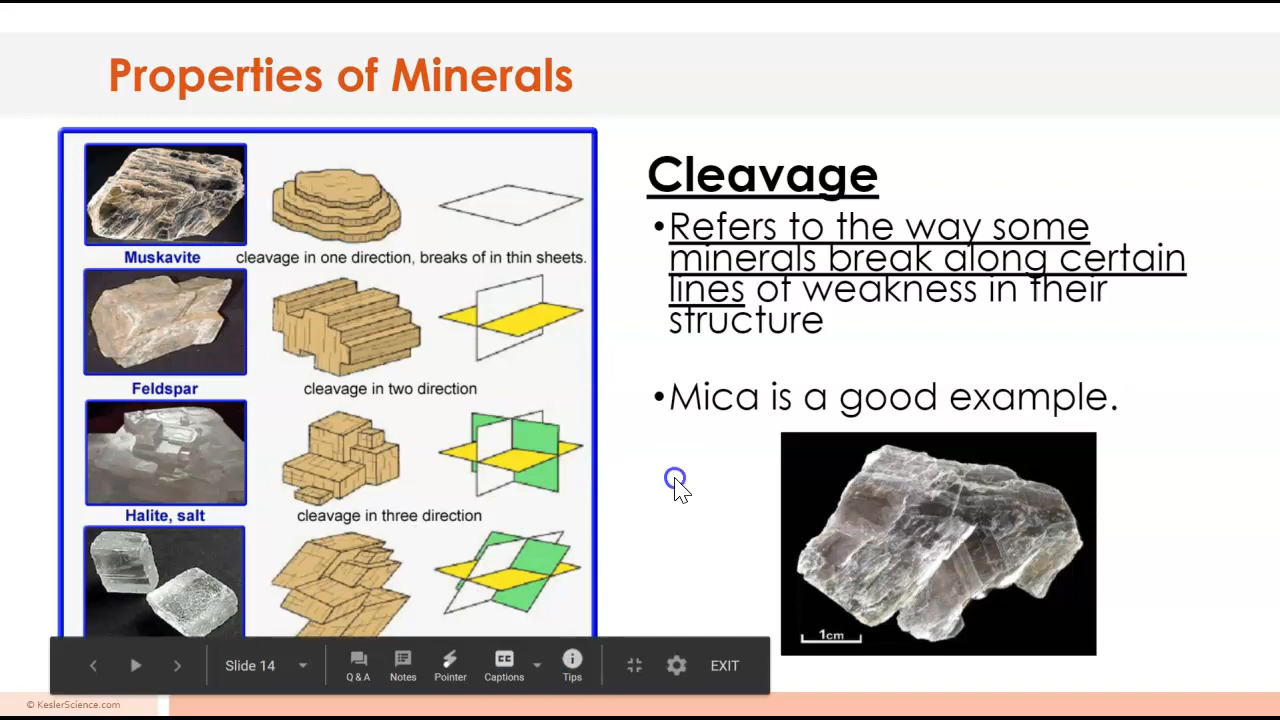 Properties of Minerals
Muskavite
cleavage in one direction, breaks of in thin sheets.
Feldspar
cleavage in two direction
Halite, salt
cleavage in three direction
Cleavage
•Refers to the way some
minerals break along certain
lines of weakness in their
structure
•Mica is a good example.
1cm
Slide 14
Q & A
Notes
Pointer
CC
Captions
Tips
EXIT
© KeslerScience.com